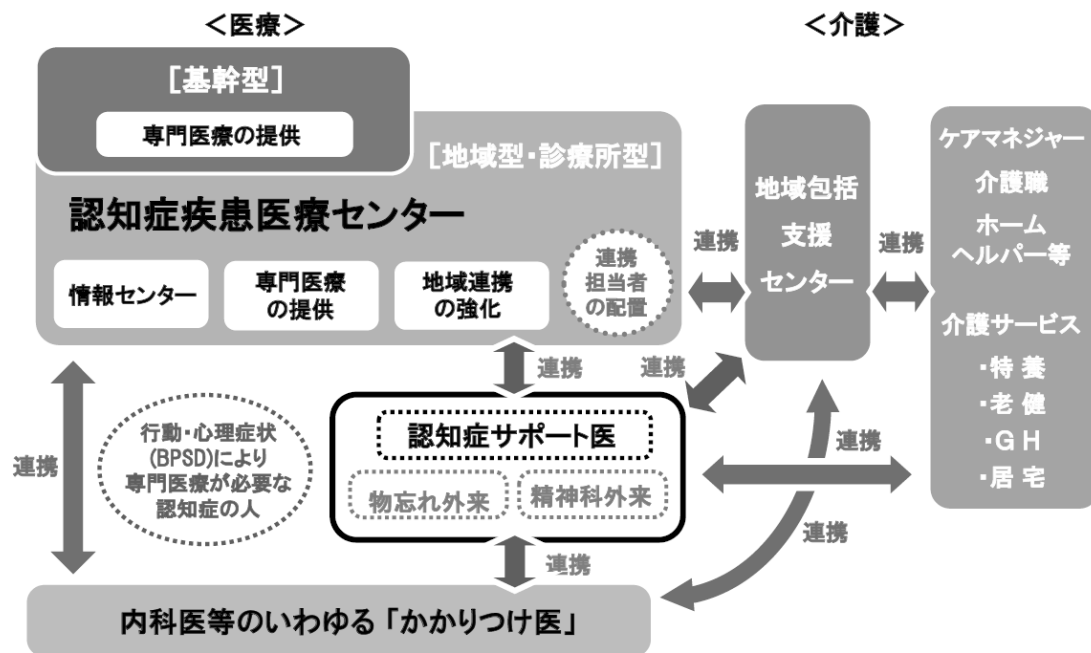 ＜医療＞
＜介護＞
［基幹型］
専門医療の提供
［地域型・診療所型］
認知症疾患医療センター
情報センター
専門医療
の提供
地域連携
の強化
連携
担当者
の配置
連携
地域包括
支援
センター
連携
ケアマネジャー
介護職
ホーム
ヘルパー等
介護サービス
・特 養
・老 健
・G H
・居 宅
連携
連携
連携
行動・心理症状
(BPSD)により
専門医療が必要な
認知症の人
認知症サポート医
物忘れ外来
精神科外来
連携
連携
連携
内科医等のいわゆる「かかりつけ医」